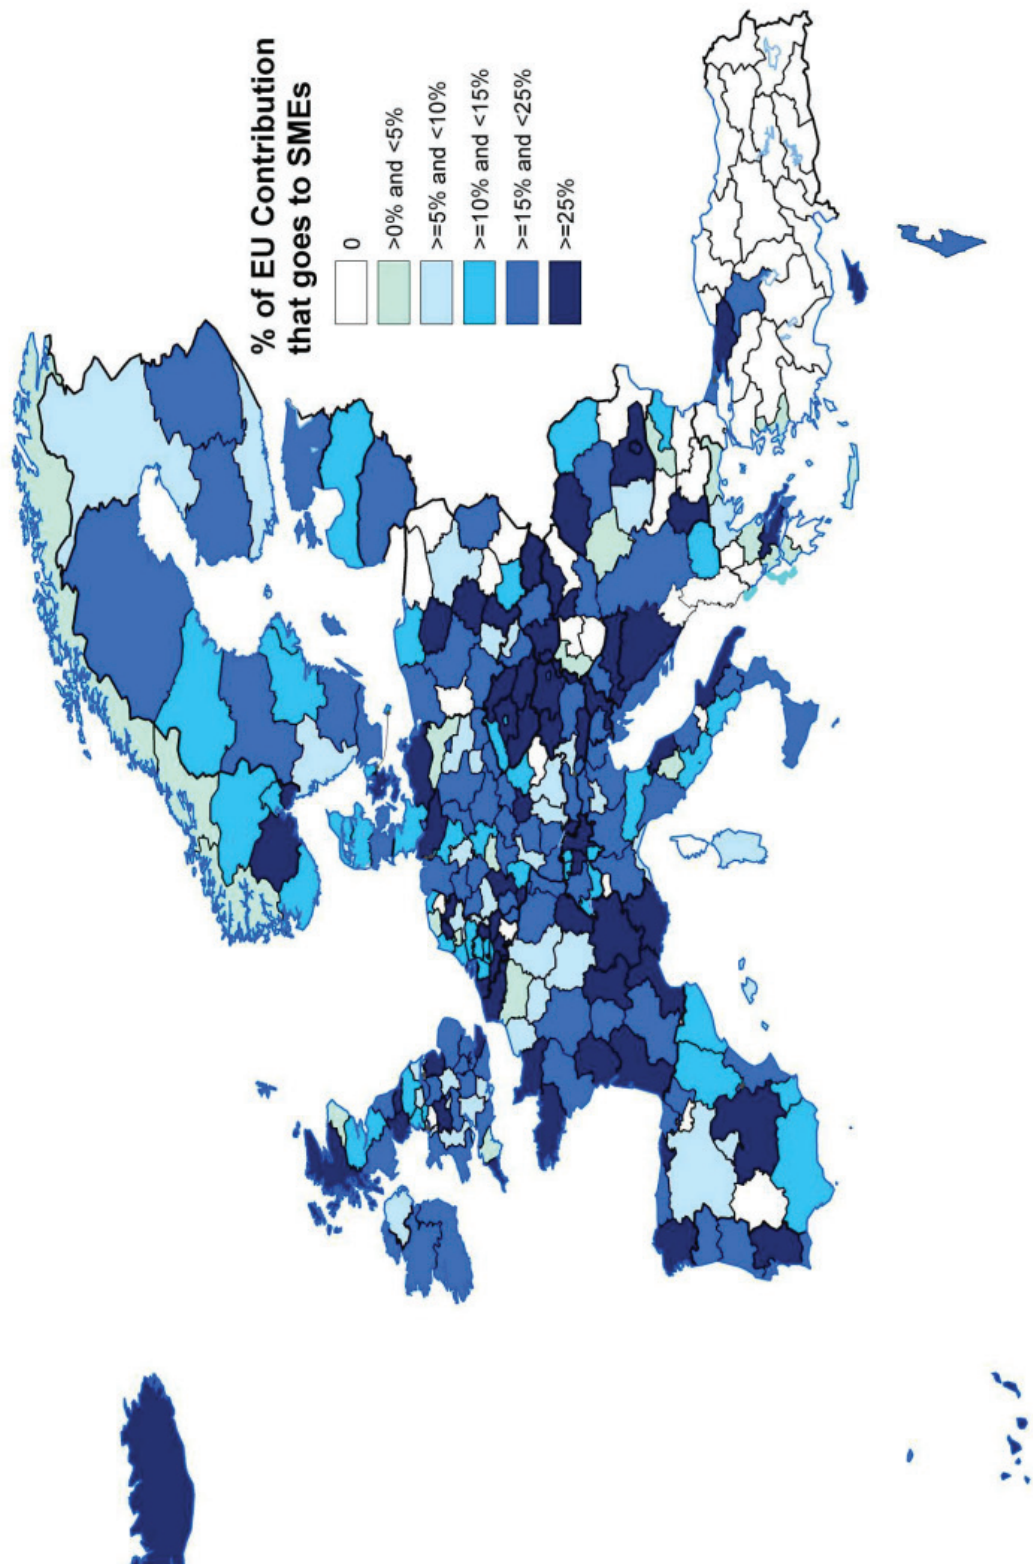 % of EU Contribution
that goes to SMEs
0
>0% and <5%
>=5% and <10%
>=10% and <15%
>=15% and <25%
>=25%